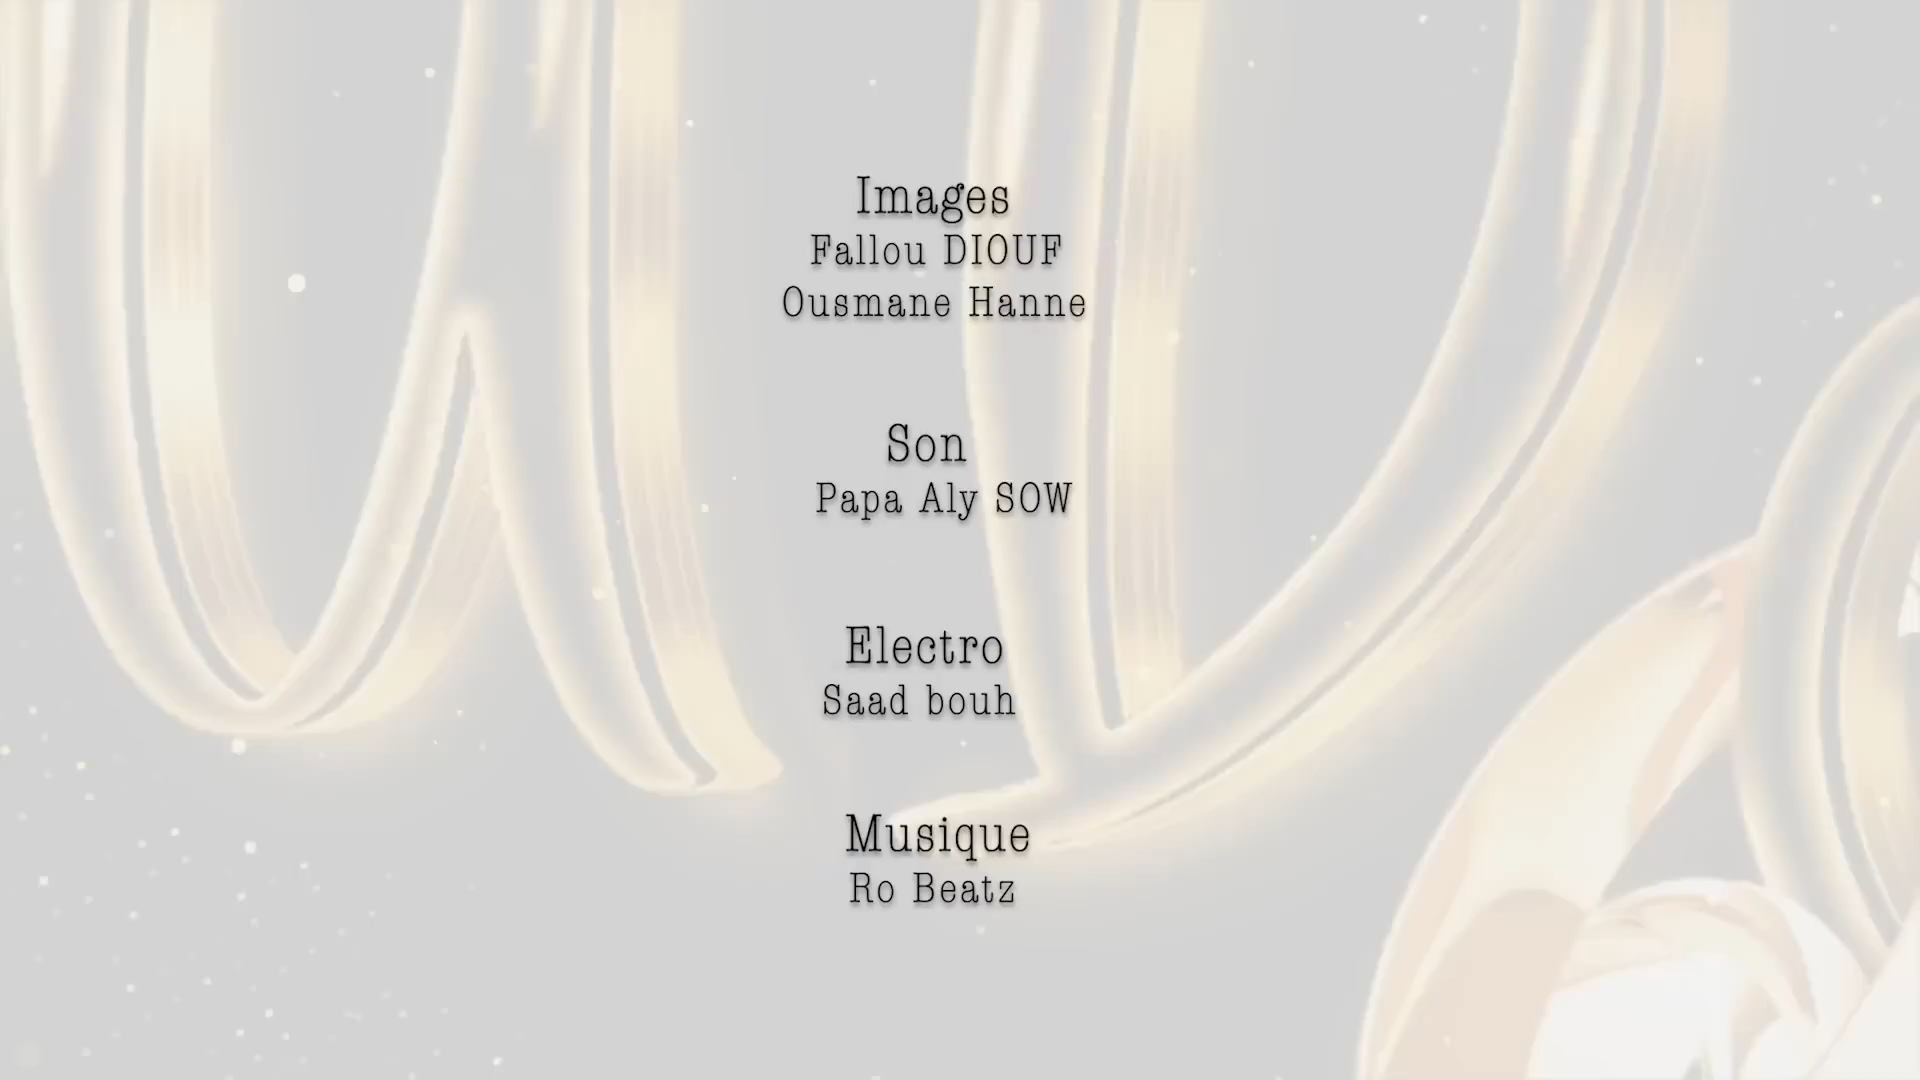 Images
Fallou DIOUF
Ousmane Hanne
Son
Papa Aly SOW
Electro
Saad bouh
Musique
Ro Beatz